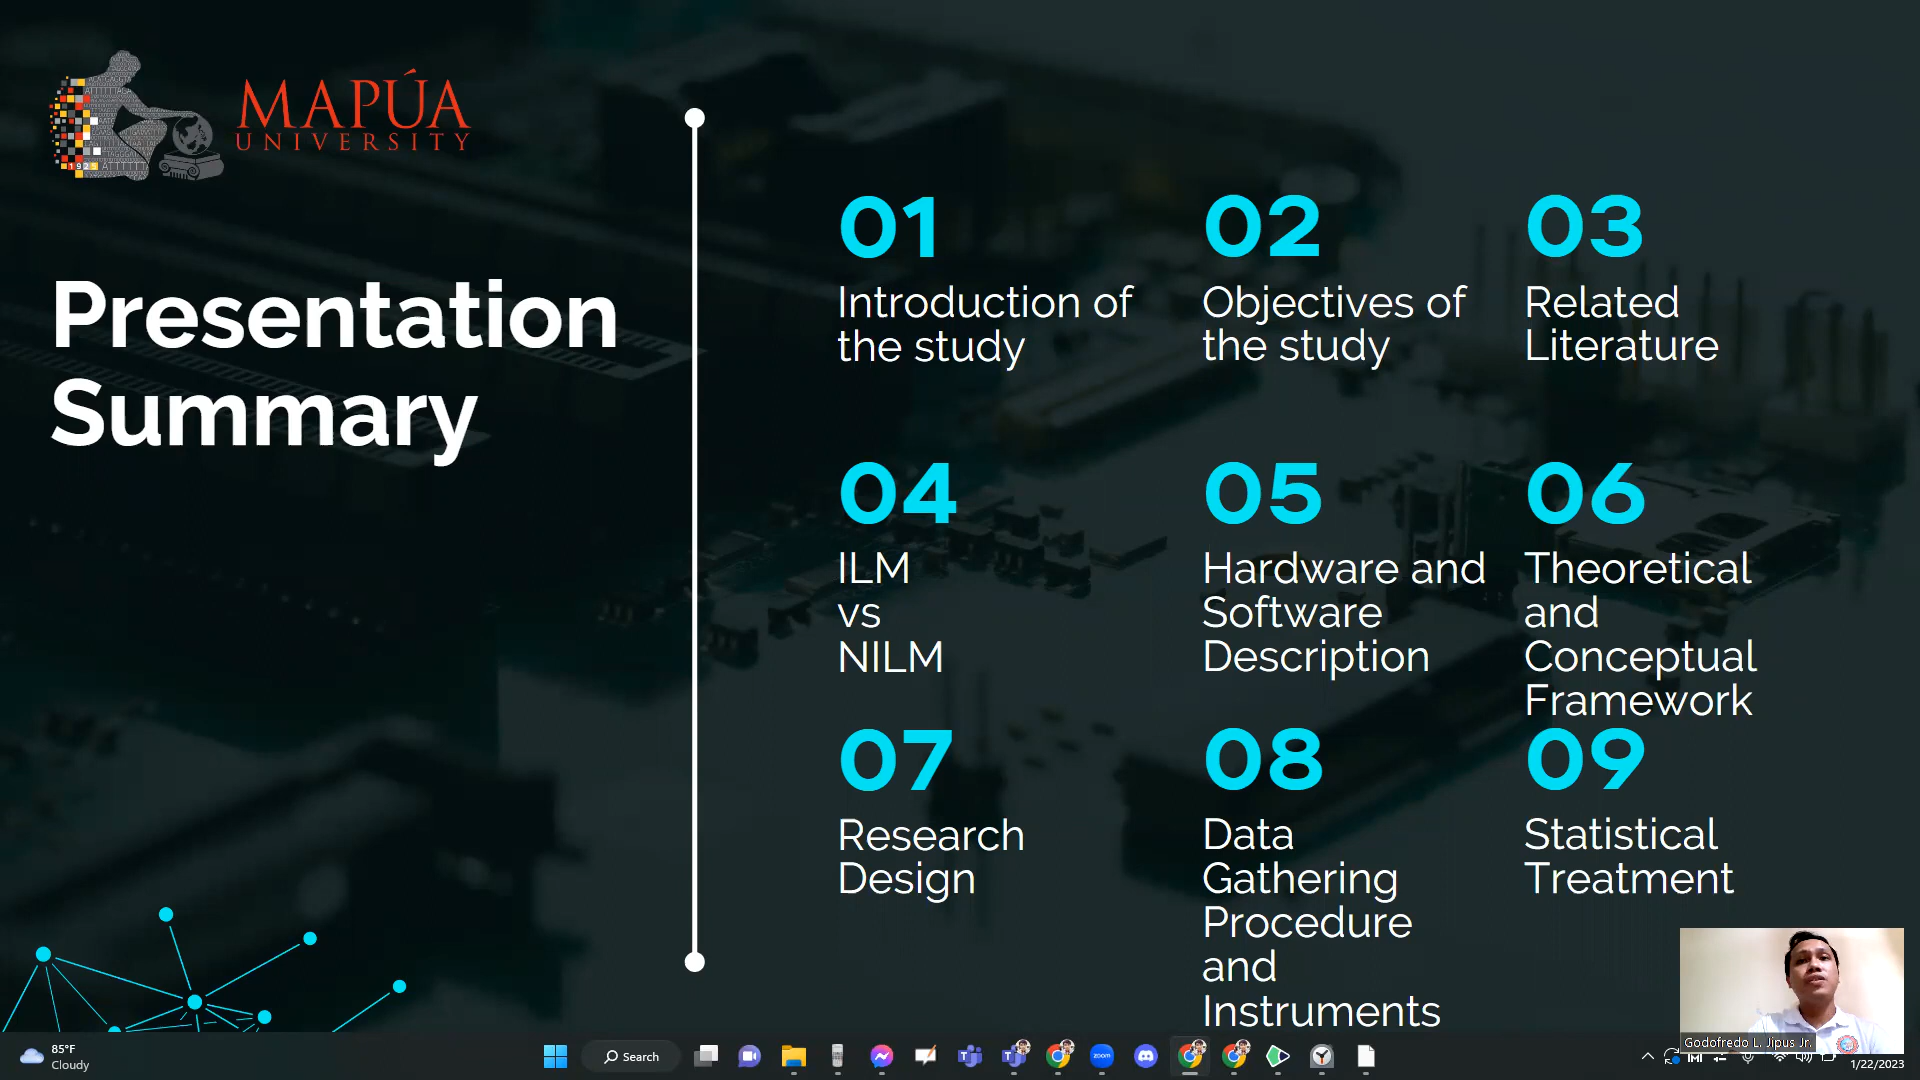 MAPÚA
UNIVERSITY
1925
Presentation
Summary
01
Introduction of
the study
02
Objectives of
the study
03
Related
Literature
04
ILM
vs
NILM
05
Hardware and
Software
Description
06
Theoretical
and
Conceptual
Framework
07
Research
Design
08
Data
Gathering
Procedure
and
Instruments
09
Statistical
Treatment
Godofredo L. Jipus Jr.
85°F
Cloudy
Search
zoom
1/22/2023